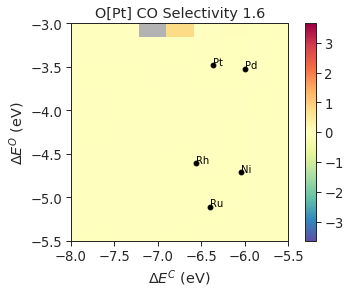 O[Pt] CO Selectivity 1.6
−3.0
−3.5
−4.0
−4.5
−5.0
−5.5
ΔE^O (eV)
Pt
Pd
Rh
Ni
Ru
−8.0 −7.5 −7.0 −6.5 −6.0 −5.5
ΔE^C (eV)
3
2
1
0
−1
−2
−3